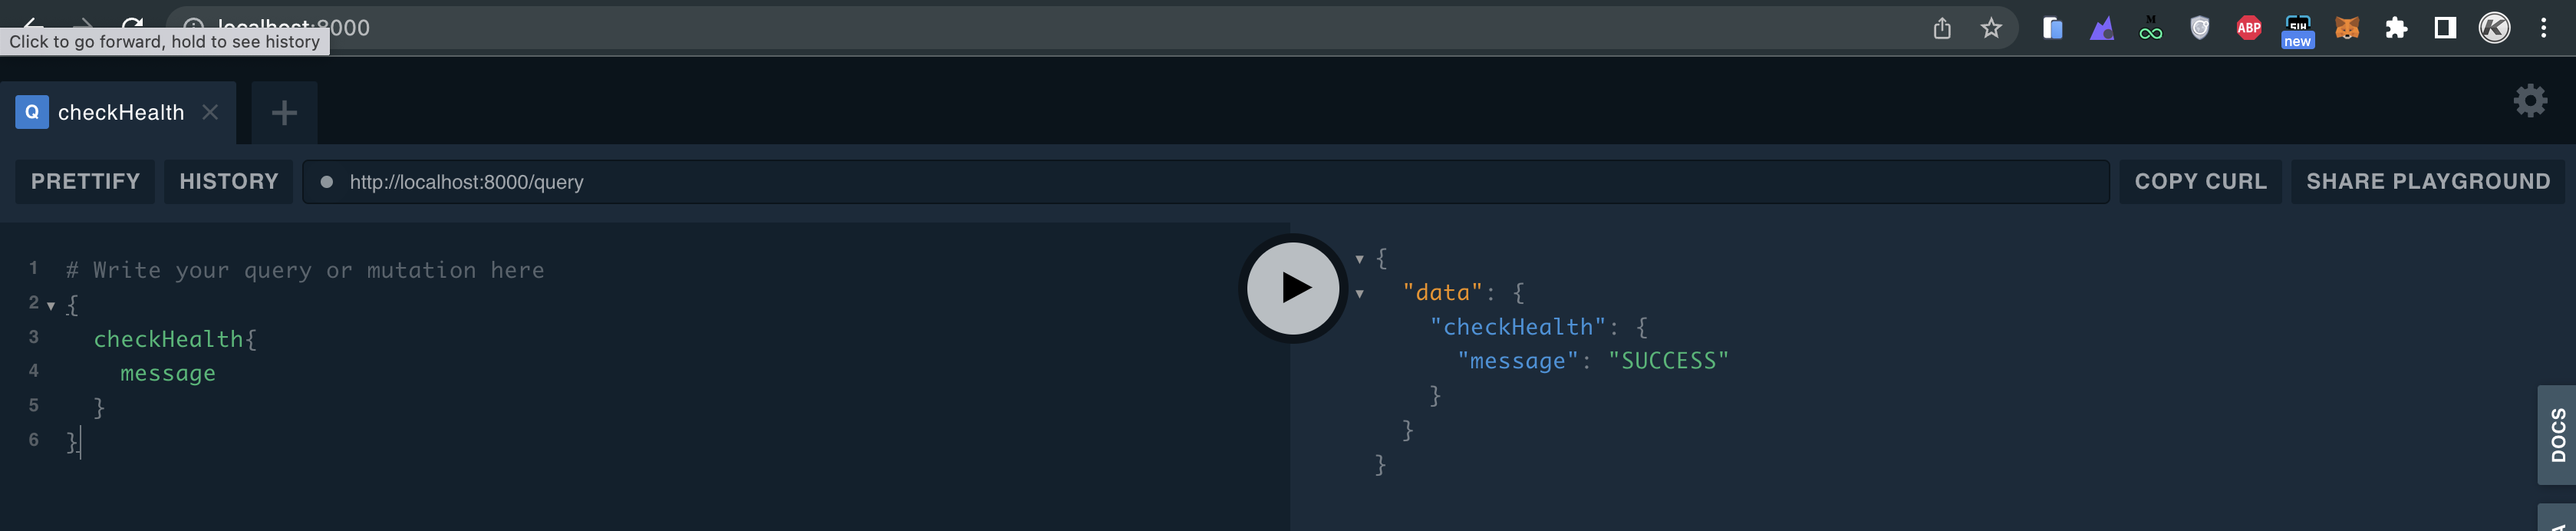 localhost:8000
Click to go forward, hold to see history
ABP
new
Q checkHealth
PRETTIFY HISTORY http://localhost:8000/query COPY CURL SHARE PLAYGROUND
1 # Write your query or mutation here
2 {
3 checkHealth{
4 message
5 }
6 }
{
"data": {
"checkHealth": {
"message": "SUCCESS"
}
}
}
DOCS